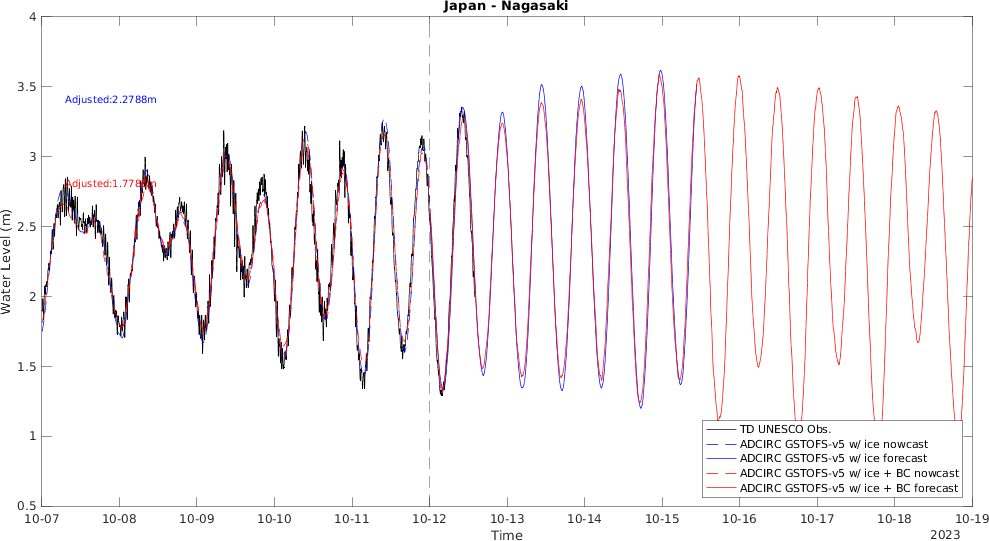 Japan - Nagasaki
4
3.5
3
2.5
2
1.5
1
0.5
Water Level (m)
Adjusted:2.2788m
TD UNESCO Obs.
ADCIRC GSTOFS-v5 w/ ice nowcast
ADCIRC GSTOFS-v5 w/ ice forecast
ADCIRC GSTOFS-v5 w/ ice + BC nowcast
ADCIRC GSTOFS-v5 w/ ice + BC forecast
10-07 10-08 10-09 10-10 10-11 10-12 10-13 10-14 10-15 10-16 10-17 10-18 10-19
Time
2023